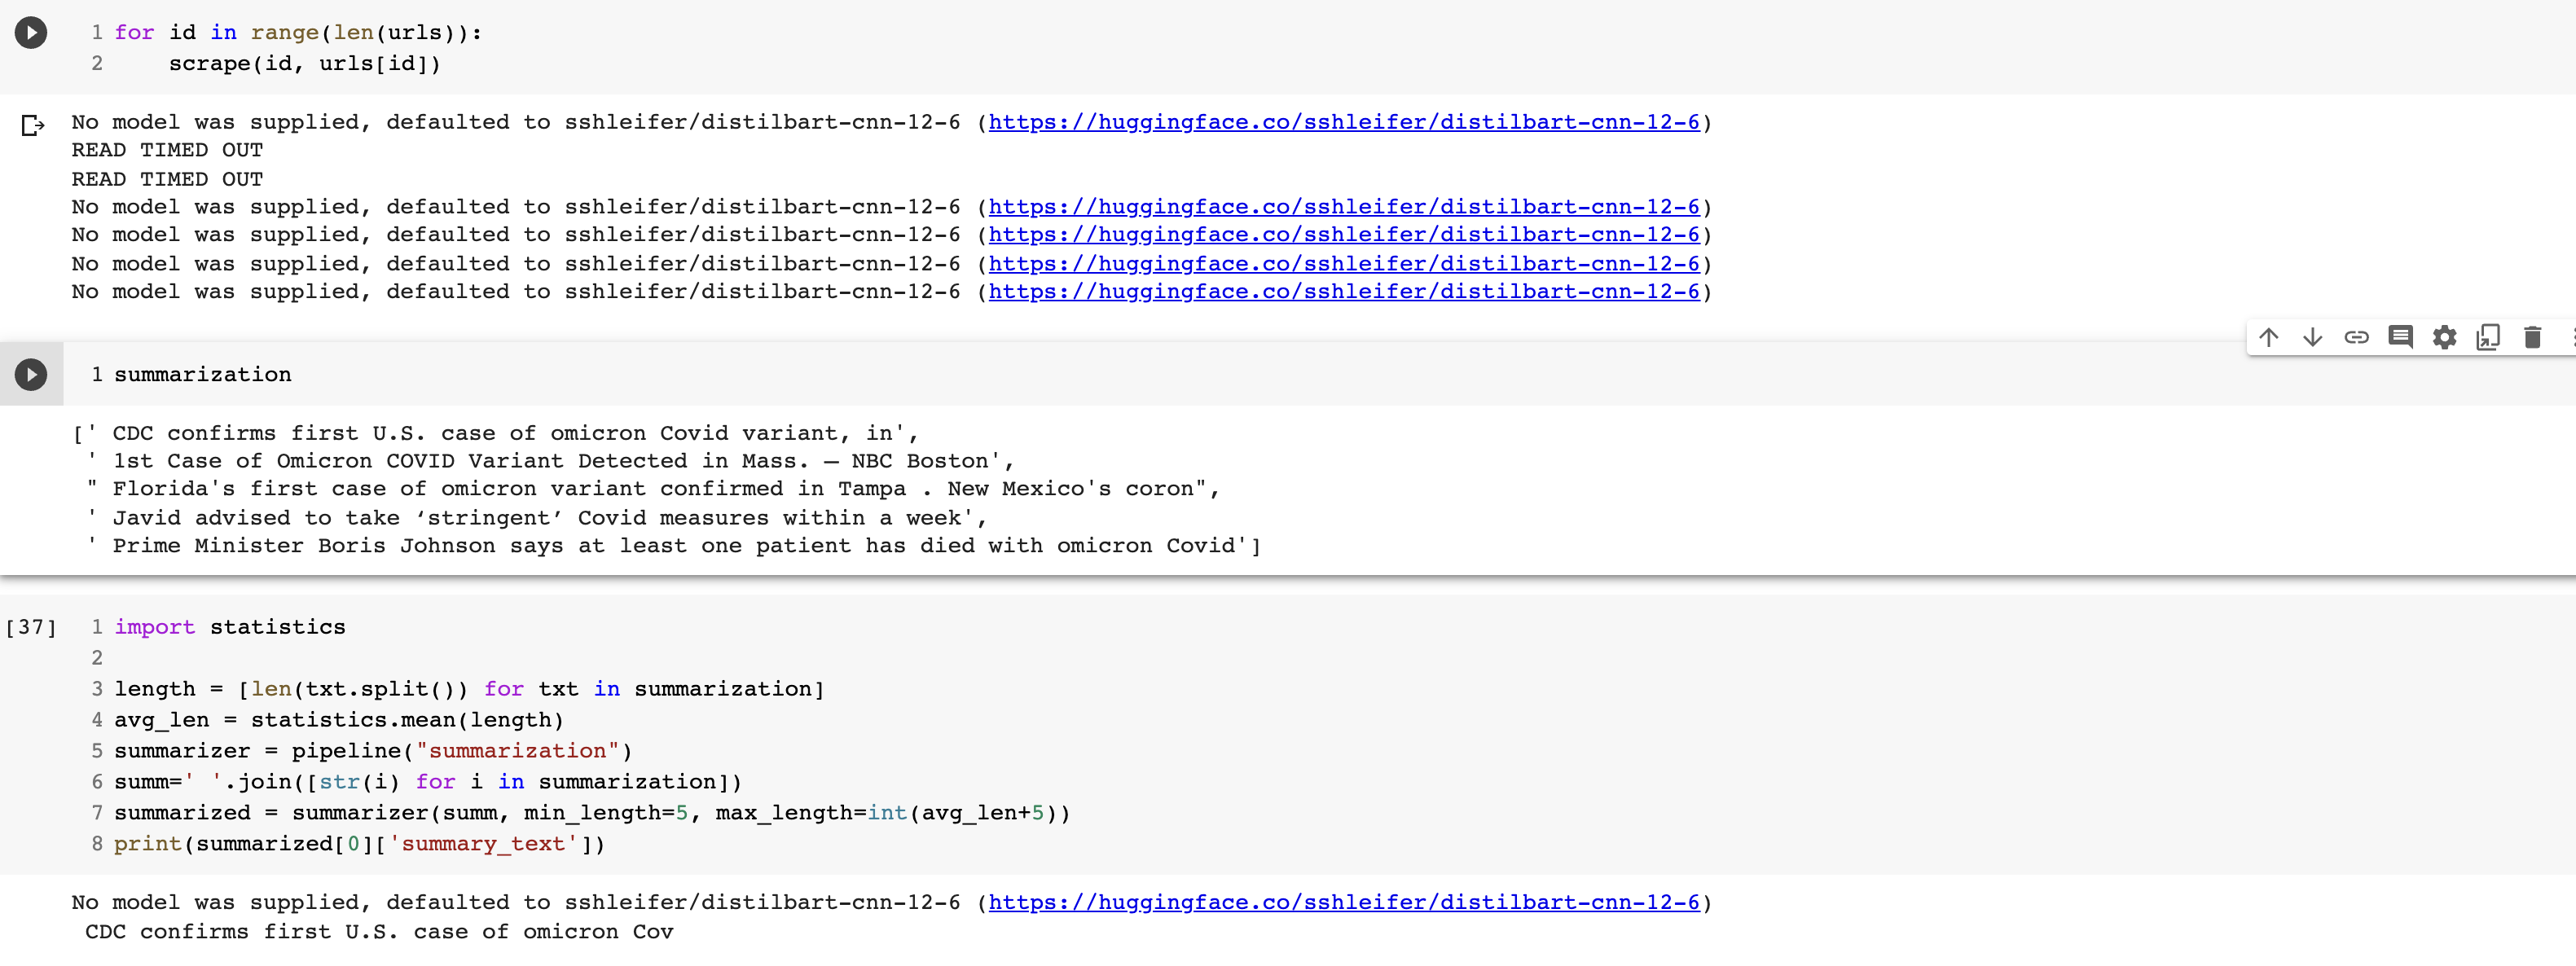 1 for id in range(len(urls)):
2     scrape(id, urls[id])
No model was supplied, defaulted to sshleifer/distilbart-cnn-12-6 (https://huggingface.co/sshleifer/distilbart-cnn-12-6)
READ TIMED OUT
READ TIMED OUT
No model was supplied, defaulted to sshleifer/distilbart-cnn-12-6 (https://huggingface.co/sshleifer/distilbart-cnn-12-6)
No model was supplied, defaulted to sshleifer/distilbart-cnn-12-6 (https://huggingface.co/sshleifer/distilbart-cnn-12-6)
No model was supplied, defaulted to sshleifer/distilbart-cnn-12-6 (https://huggingface.co/sshleifer/distilbart-cnn-12-6)
No model was supplied, defaulted to sshleifer/distilbart-cnn-12-6 (https://huggingface.co/sshleifer/distilbart-cnn-12-6)
1 summarization
[' CDC confirms first U.S. case of omicron Covid variant, in',
' 1st Case of Omicron COVID Variant Detected in Mass. – NBC Boston',
" Florida's first case of omicron variant confirmed in Tampa . New Mexico's coron",
' Javid advised to take ‘stringent’ Covid measures within a week',
' Prime Minister Boris Johnson says at least one patient has died with omicron Covid']
[37] 1 import statistics
2
3 length = [len(txt.split()) for txt in summarization]
4 avg_len = statistics.mean(length)
5 summarizer = pipeline("summarization")
6 summ=' '.join([str(i) for i in summarization])
7 summarized = summarizer(summ, min_length=5, max_length=int(avg_len+5))
8 print(summarized[0]['summary_text'])
No model was supplied, defaulted to sshleifer/distilbart-cnn-12-6 (https://huggingface.co/sshleifer/distilbart-cnn-12-6)
CDC confirms first U.S. case of omicron Cov